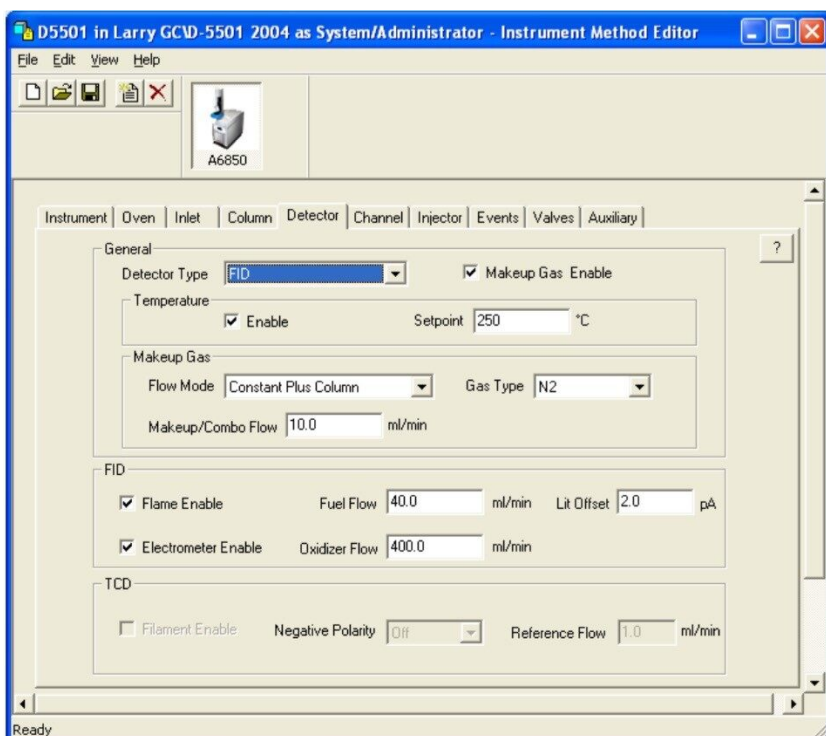 D5501 in Larry GC\D-5501 2004 as System/Administrator - Instrument Method Editor
File Edit View Help
A6850
Instrument Oven Inlet Column Detector Channel Injector Events Valves Auxiliary
General
?
Detector Type FID Makeup Gas Enable
Temperature
Enable Setpoint 250 °C
Makeup Gas
Flow Mode Constant Plus Column Gas Type N2
Makeup/Combo Flow 10.0 ml/min
FID
Flame Enable Fuel Flow 40.0 ml/min Lit Offset 2.0 pA
Electrometer Enable Oxidizer Flow 400.0 ml/min
TCD
Filament Enable Negative Polarity Off Reference Flow 1.0 ml/min
Ready